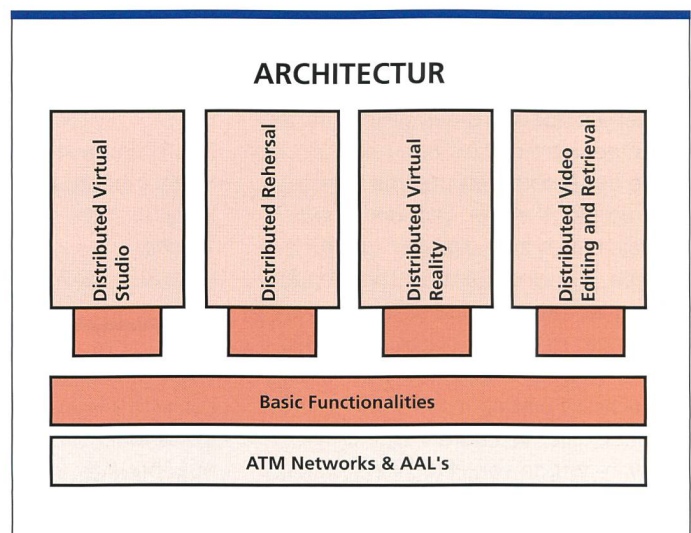 ARCHITECTUR
Distributed Virtual
Studio
Distributed Rehersal
Distributed Virtual
Reality
Distributed Video
Editing and Retrieval
Basic Functionalities
ATM Networks & AAL's